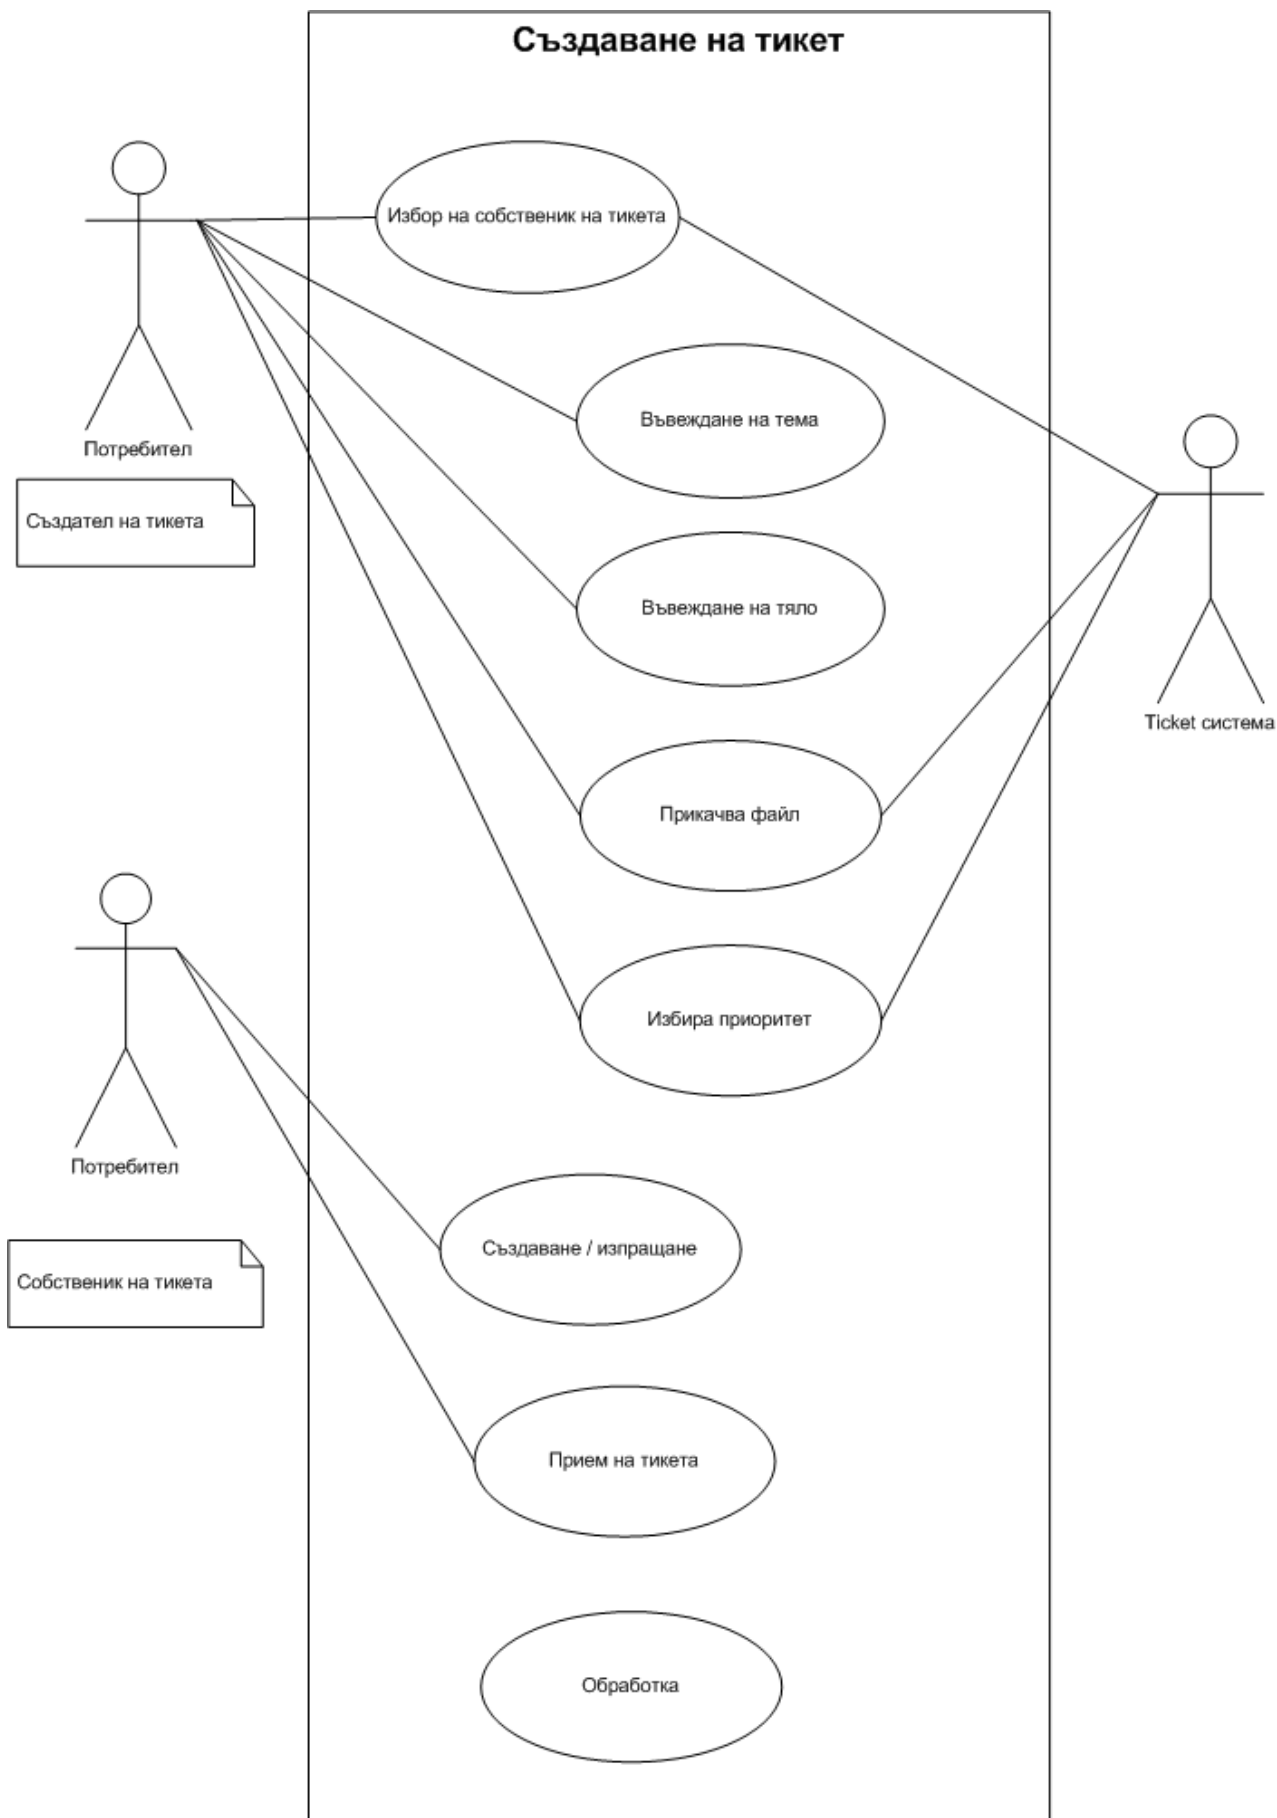 Създаване на тикет
Избор на собственик на тикета
Въвеждане на тема
Потребител
Създател на тикета
Въвеждане на тяло
Ticket система
Прикачва файл
Избира приоритет
Потребител
Създаване / изпращане
Собственик на тикета
Прием на тикета
Обработка